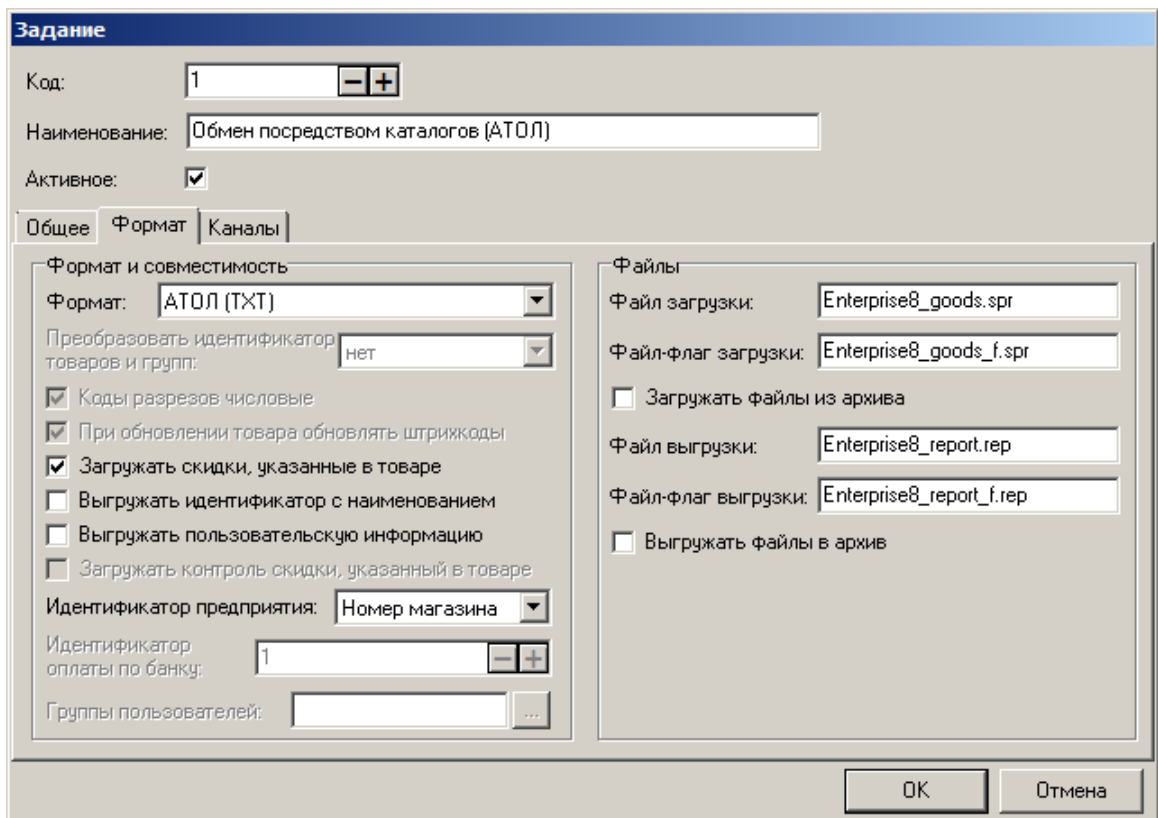 Задание
Код: 1
Наименование: Обмен посредством каталогов (АТОЛ)
Активное:
Общее Формат Каналы
Формат и совместимость
Формат: АТОЛ (TXT)
Преобразовать идентификатор
товаров и групп: нет
Коды разрезов числовые
При обновлении товара обновлять штрихкоды
Загружать скидки, указанные в товаре
Выгружать идентификатор с наименованием
Выгружать пользовательскую информацию
Загружать контроль скидки, указанный в товаре
Идентификатор предприятия: Номер магазина
Идентификатор
оплаты по банку: 1
Группы пользователей: ...
Файлы
Файл загрузки: Enterprise8_goods.spr
Файл-флаг загрузки: Enterprise8_goods_f.spr
Загружать файлы из архива
Файл выгрузки: Enterprise8_report.rep
Файл-флаг выгрузки: Enterprise8_report_f.rep
Выгружать файлы в архив
OK Отмена